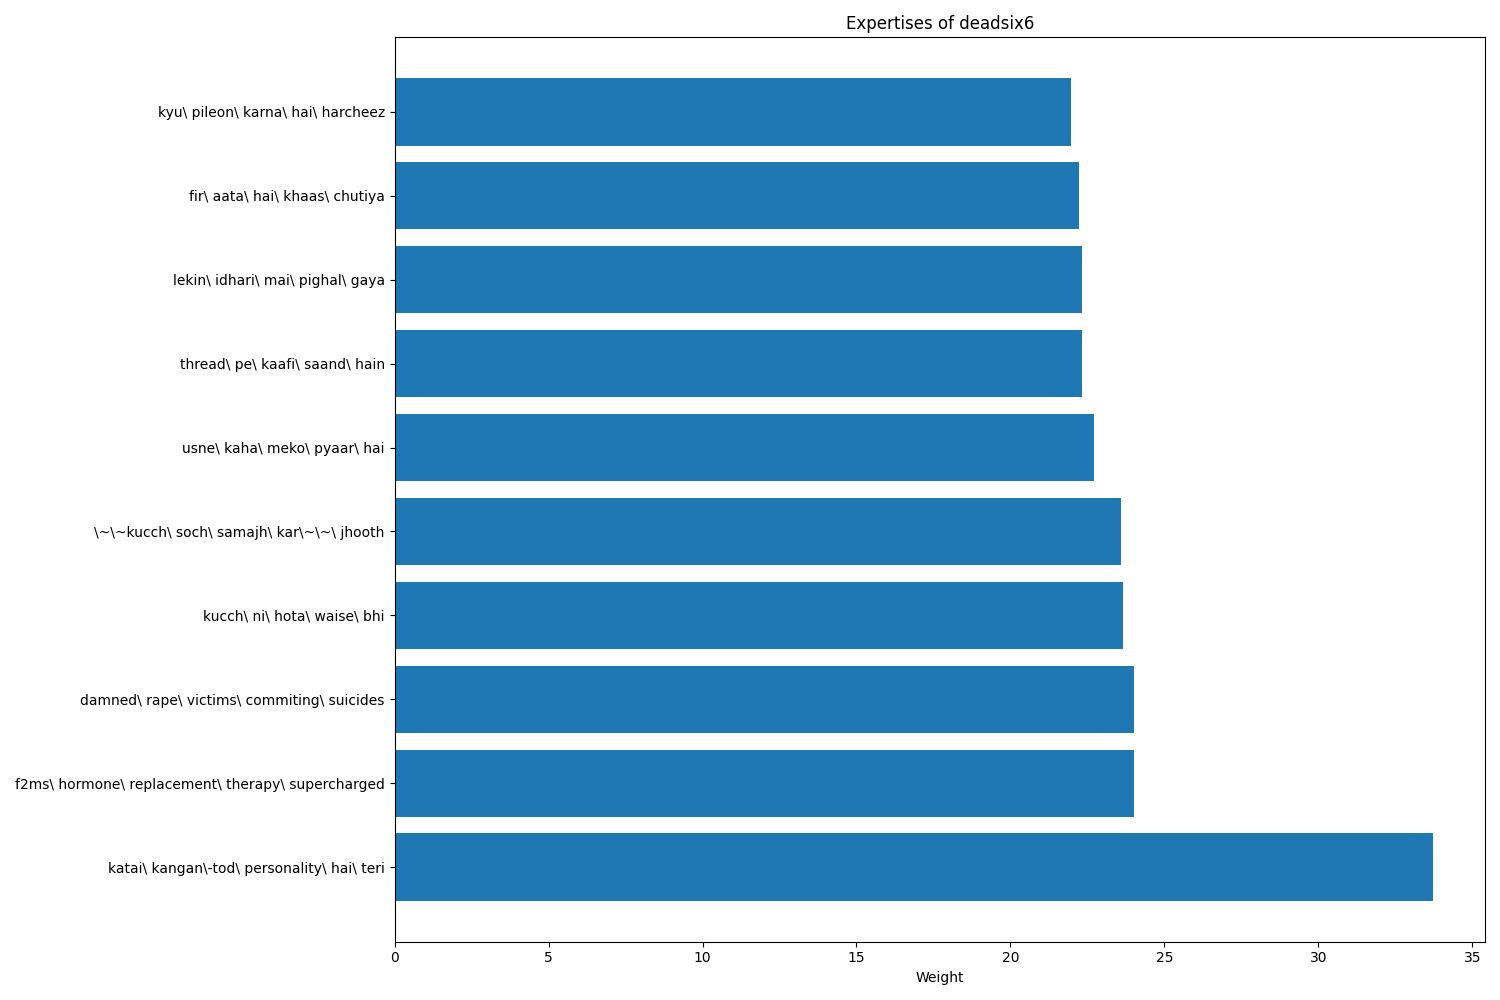 Expertises of deadsix6
kyu\ pileon\ karna\ hai\ harcheez
fir\ aata\ hai\ khaas\ chutiya
lekin\ idhari\ mai\ pighal\ gaya
thread\ pe\ kaafi\ saand\ hain
usne\ kaha\ meko\ pyaar\ hai
\~\~kucch\ soch\ samajh\ kar\~\~\ jhooth
kucch\ ni\ hota\ waise\ bhi
damned\ rape\ victims\ commiting\ suicides
f2ms\ hormone\ replacement\ therapy\ supercharged
katai\ kangan\-tod\ personality\ hai\ teri
0 5 10 15 20 25 30 35
Weight